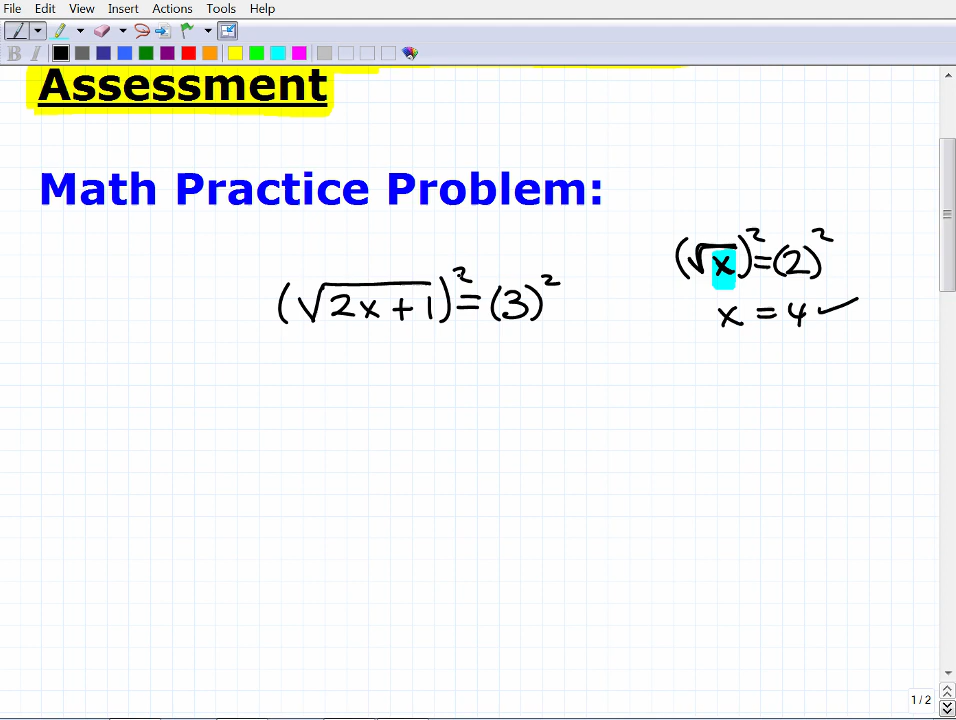 File Edit View Insert Actions Tools Help
B I
Assessment
Math Practice Problem:
(√x)² = (2)²
x = 4 ✓
(√2x + 1)² = (3)²
1 / 2